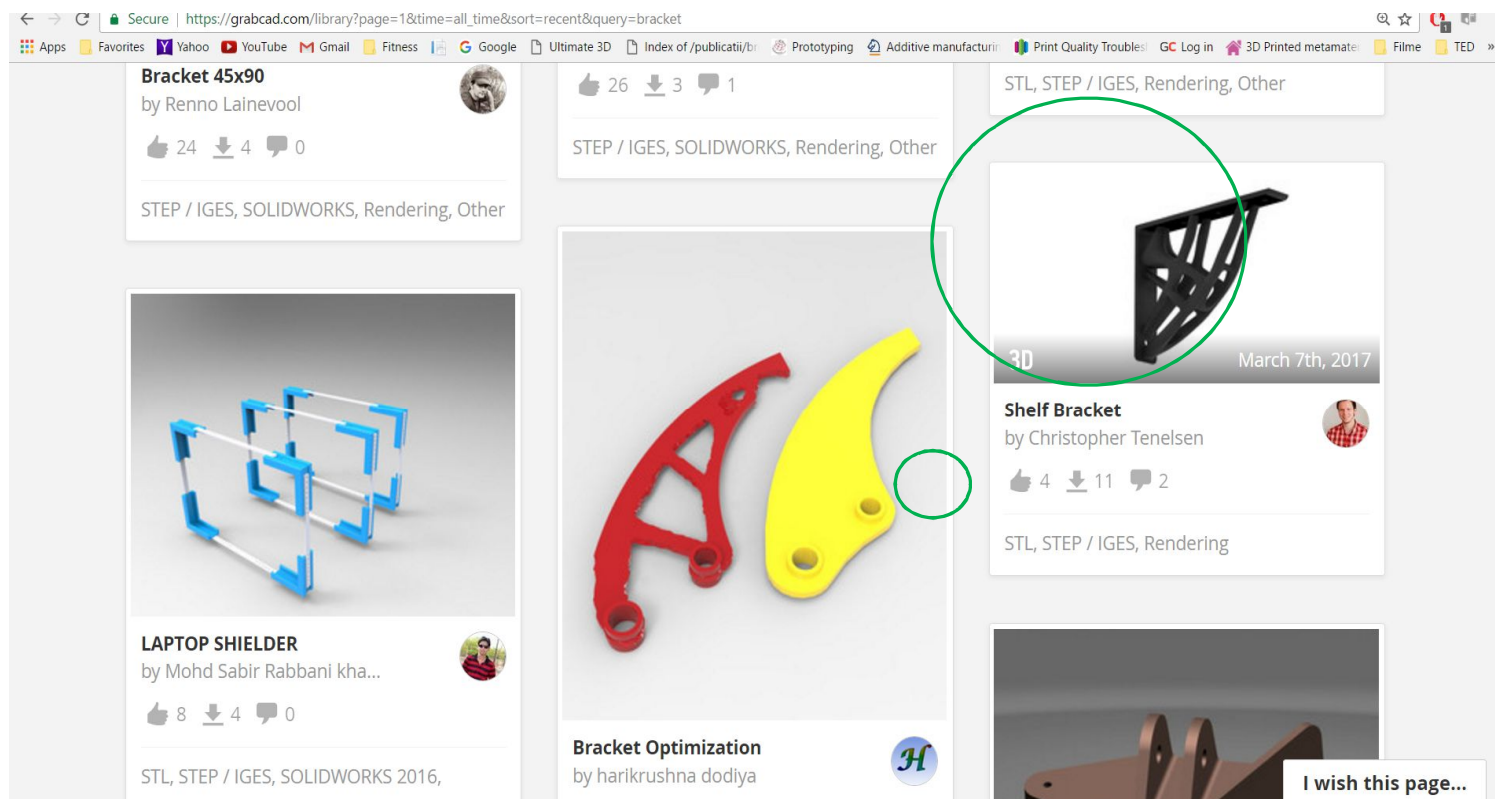 Secure | https://grabcad.com/library?page=1&time=all_time&sort=recent&query=bracket
1
Apps Favorites Yahoo YouTube Gmail Fitness Google Ultimate 3D Index of /publicatii/br Prototyping Additive manufacturin Print Quality Troubles GC Log in 3D Printed metamate Filme TED »
Bracket 45x90
by Renno Lainevool
24 4 0
STEP / IGES, SOLIDWORKS, Rendering, Other
LAPTOP SHIELDER
by Mohd Sabir Rabbani kha...
8 4 0
STL, STEP / IGES, SOLIDWORKS 2016,
26 3 1
STEP / IGES, SOLIDWORKS, Rendering, Other
Bracket Optimization
by harikrushna dodiya
H
STL, STEP / IGES, Rendering, Other
3D March 7th, 2017
Shelf Bracket
by Christopher Tenelsen
4 11 2
STL, STEP / IGES, Rendering
I wish this page...